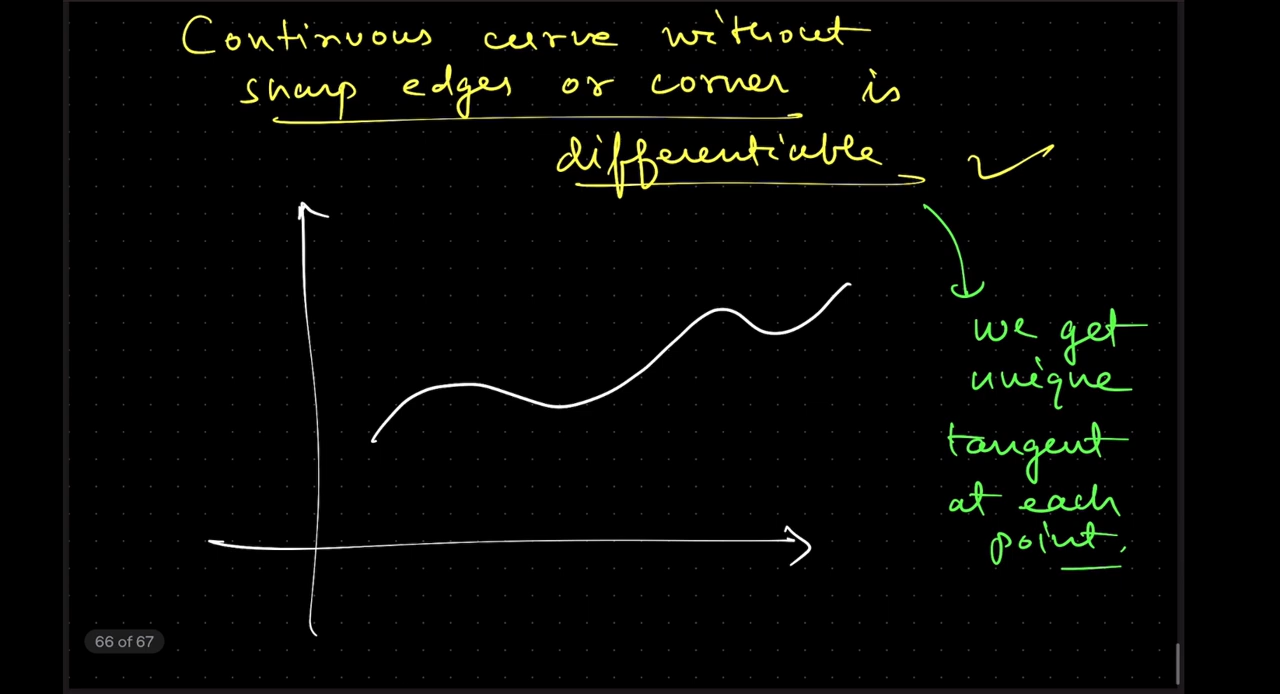 Continuous curve without
sharp edges or corner is
differentiable
we get
unique
tangent
at each
point.
66 of 67